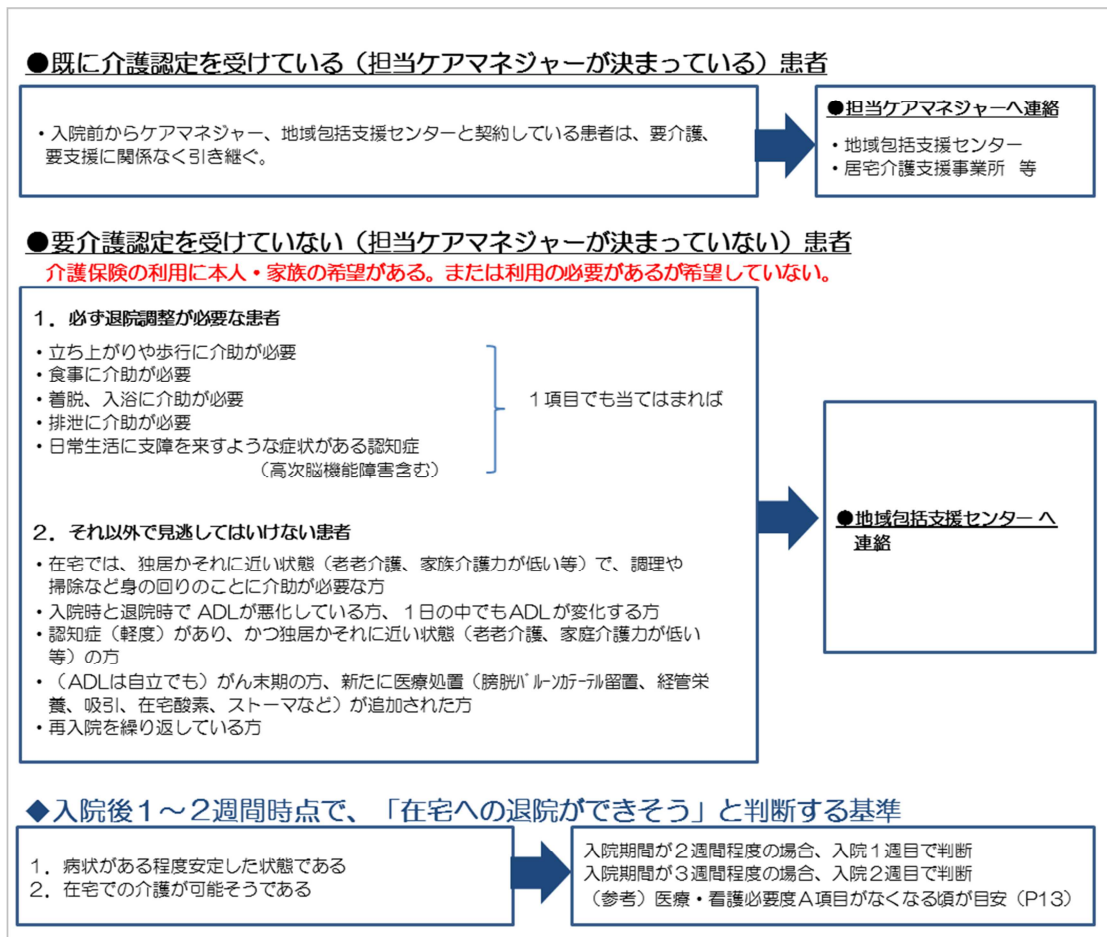 ●既に介護認定を受けている（担当ケアマネジャーが決まっている）患者
・入院前からケアマネジャー、地域包括支援センターと契約している患者は、要介護、
要支援に関係なく引き継ぐ。
●担当ケアマネジャーへ連絡
・地域包括支援センター
・居宅介護支援事業所 等
●要介護認定を受けていない（担当ケアマネジャーが決まっていない）患者
介護保険の利用に本人・家族の希望がある。または利用の必要があるが希望していない。
１．必ず退院調整が必要な患者
・立ち上がりや歩行に介助が必要
・食事に介助が必要
・着脱、入浴に介助が必要
・排泄に介助が必要
・日常生活に支障を来すような症状がある認知症
（高次脳機能障害含む）
１項目でも当てはまれば
２．それ以外で見逃してはいけない患者
・在宅では、独居かそれに近い状態（老老介護、家族介護力が低い等）で、調理や
掃除など身の回りのことに介助が必要な方
・入院時と退院時で ADLが悪化している方、１日の中でもADLが変化する方
・認知症（軽度）があり、かつ独居かそれに近い状態（老老介護、家庭介護力が低い
等）の方
・（ADLは自立でも）がん末期の方、新たに医療処置（膀胱ﾊﾞﾙｰﾝｶﾃｰﾃﾙ留置、経管栄
養、吸引、在宅酸素、ストーマなど）が追加された方
・再入院を繰り返している方
●地域包括支援センター へ
連絡
◆入院後１～２週間時点で、「在宅への退院ができそう」と判断する基準
１．病状がある程度安定した状態である
２．在宅での介護が可能そうである
入院期間が２週間程度の場合、入院１週目で判断
入院期間が３週間程度の場合、入院２週目で判断
（参考）医療・看護必要度Ａ項目がなくなる頃が目安（P13）